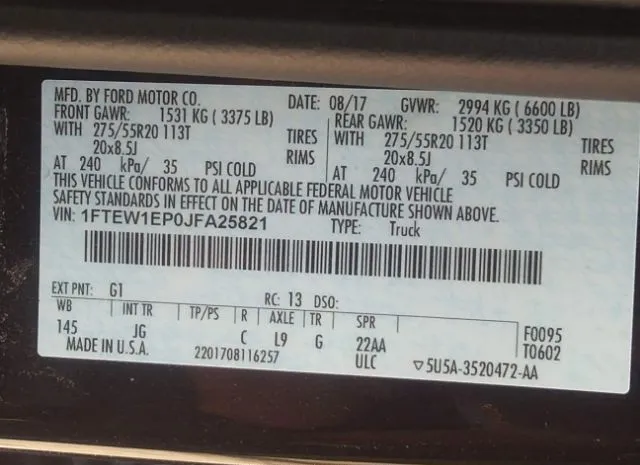 MFD. BY FORD MOTOR CO. DATE: 08/17 GVWR: 2994 KG ( 6600 LB)
FRONT GAWR: 1531 KG ( 3375 LB) REAR GAWR: 1520 KG ( 3350 LB)
WITH 275/55R20 113T TIRES WITH 275/55R20 113T TIRES
20x8.5J RIMS 20x8.5J RIMS
AT 240 kPa/ 35 PSI COLD AT 240 kPa/ 35 PSI COLD
THIS VEHICLE CONFORMS TO ALL APPLICABLE FEDERAL MOTOR VEHICLE
SAFETY STANDARDS IN EFFECT ON THE DATE OF MANUFACTURE SHOWN ABOVE.
VIN: 1FTEW1EP0JFA25821 TYPE: Truck
EXT PNT: G1 RC: 13 DSO:
WB INT TR TP/PS R AXLE TR SPR F0095
145 JG C L9 G 22AA T0602
MADE IN U.S.A. 2201708116257 ULC ▽5U5A-3520472-AA